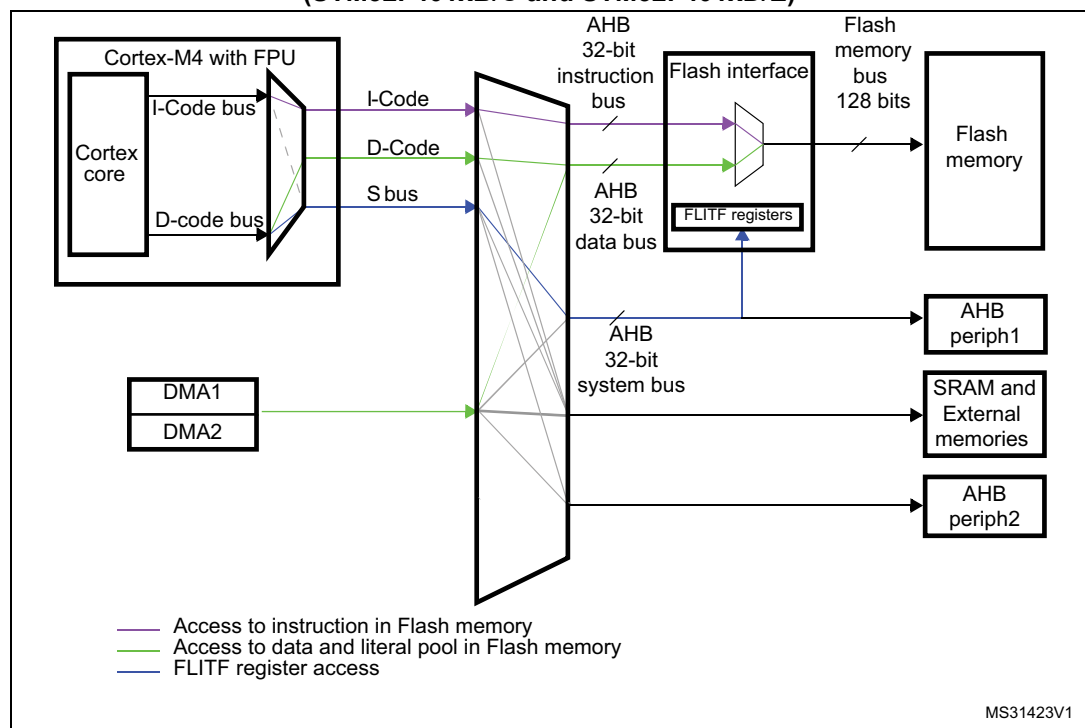 Cortex-M4 with FPU
Cortex
core
I-Code bus
D-code bus
I-Code
D-Code
S bus
AHB
32-bit
instruction
bus
AHB
32-bit
data bus
AHB
32-bit
system bus
Flash interface
FLITF registers
Flash
memory
bus
128 bits
Flash
memory
AHB
periph1
SRAM and
External
memories
AHB
periph2
DMA1
DMA2
Access to instruction in Flash memory
Access to data and literal pool in Flash memory
FLITF register access
MS31423V1